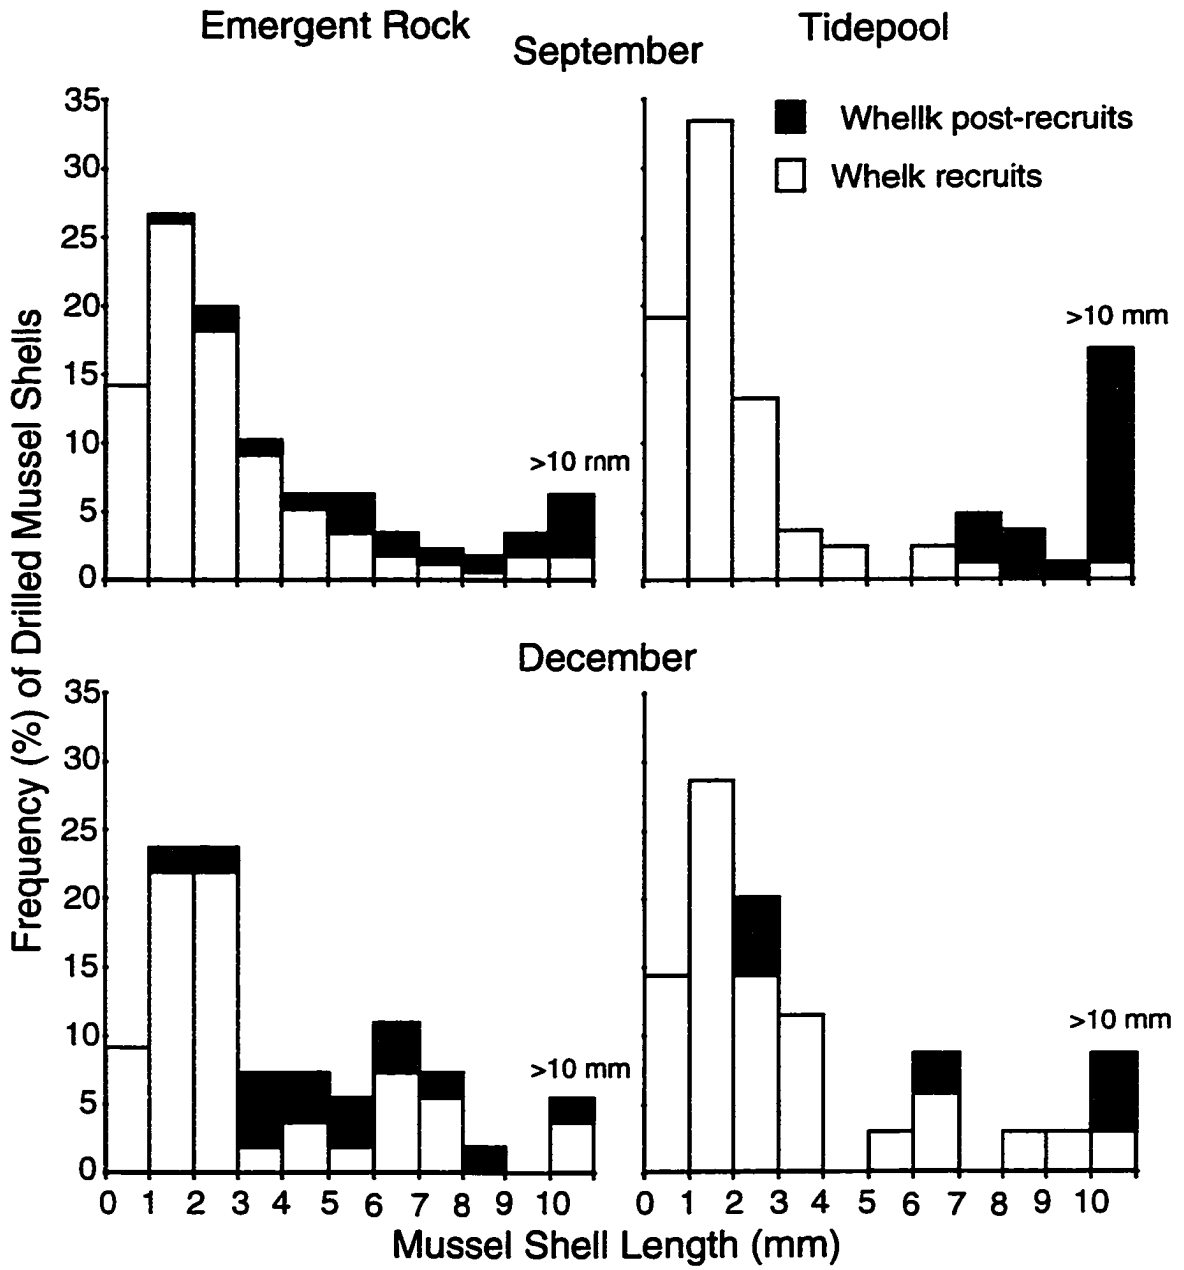 Emergent Rock
Tidepool
September
Whellk post-recruits
Whelk recruits
35
30
25
20
15
10
5
0
>10 mm
>10 mm
Frequency (%) of Drilled Mussel Shells
December
35
30
25
20
15
10
5
0
>10 mm
>10 mm
0 1 2 3 4 5 6 7 8 9 10
0 1 2 3 4 5 6 7 8 9 10
Mussel Shell Length (mm)